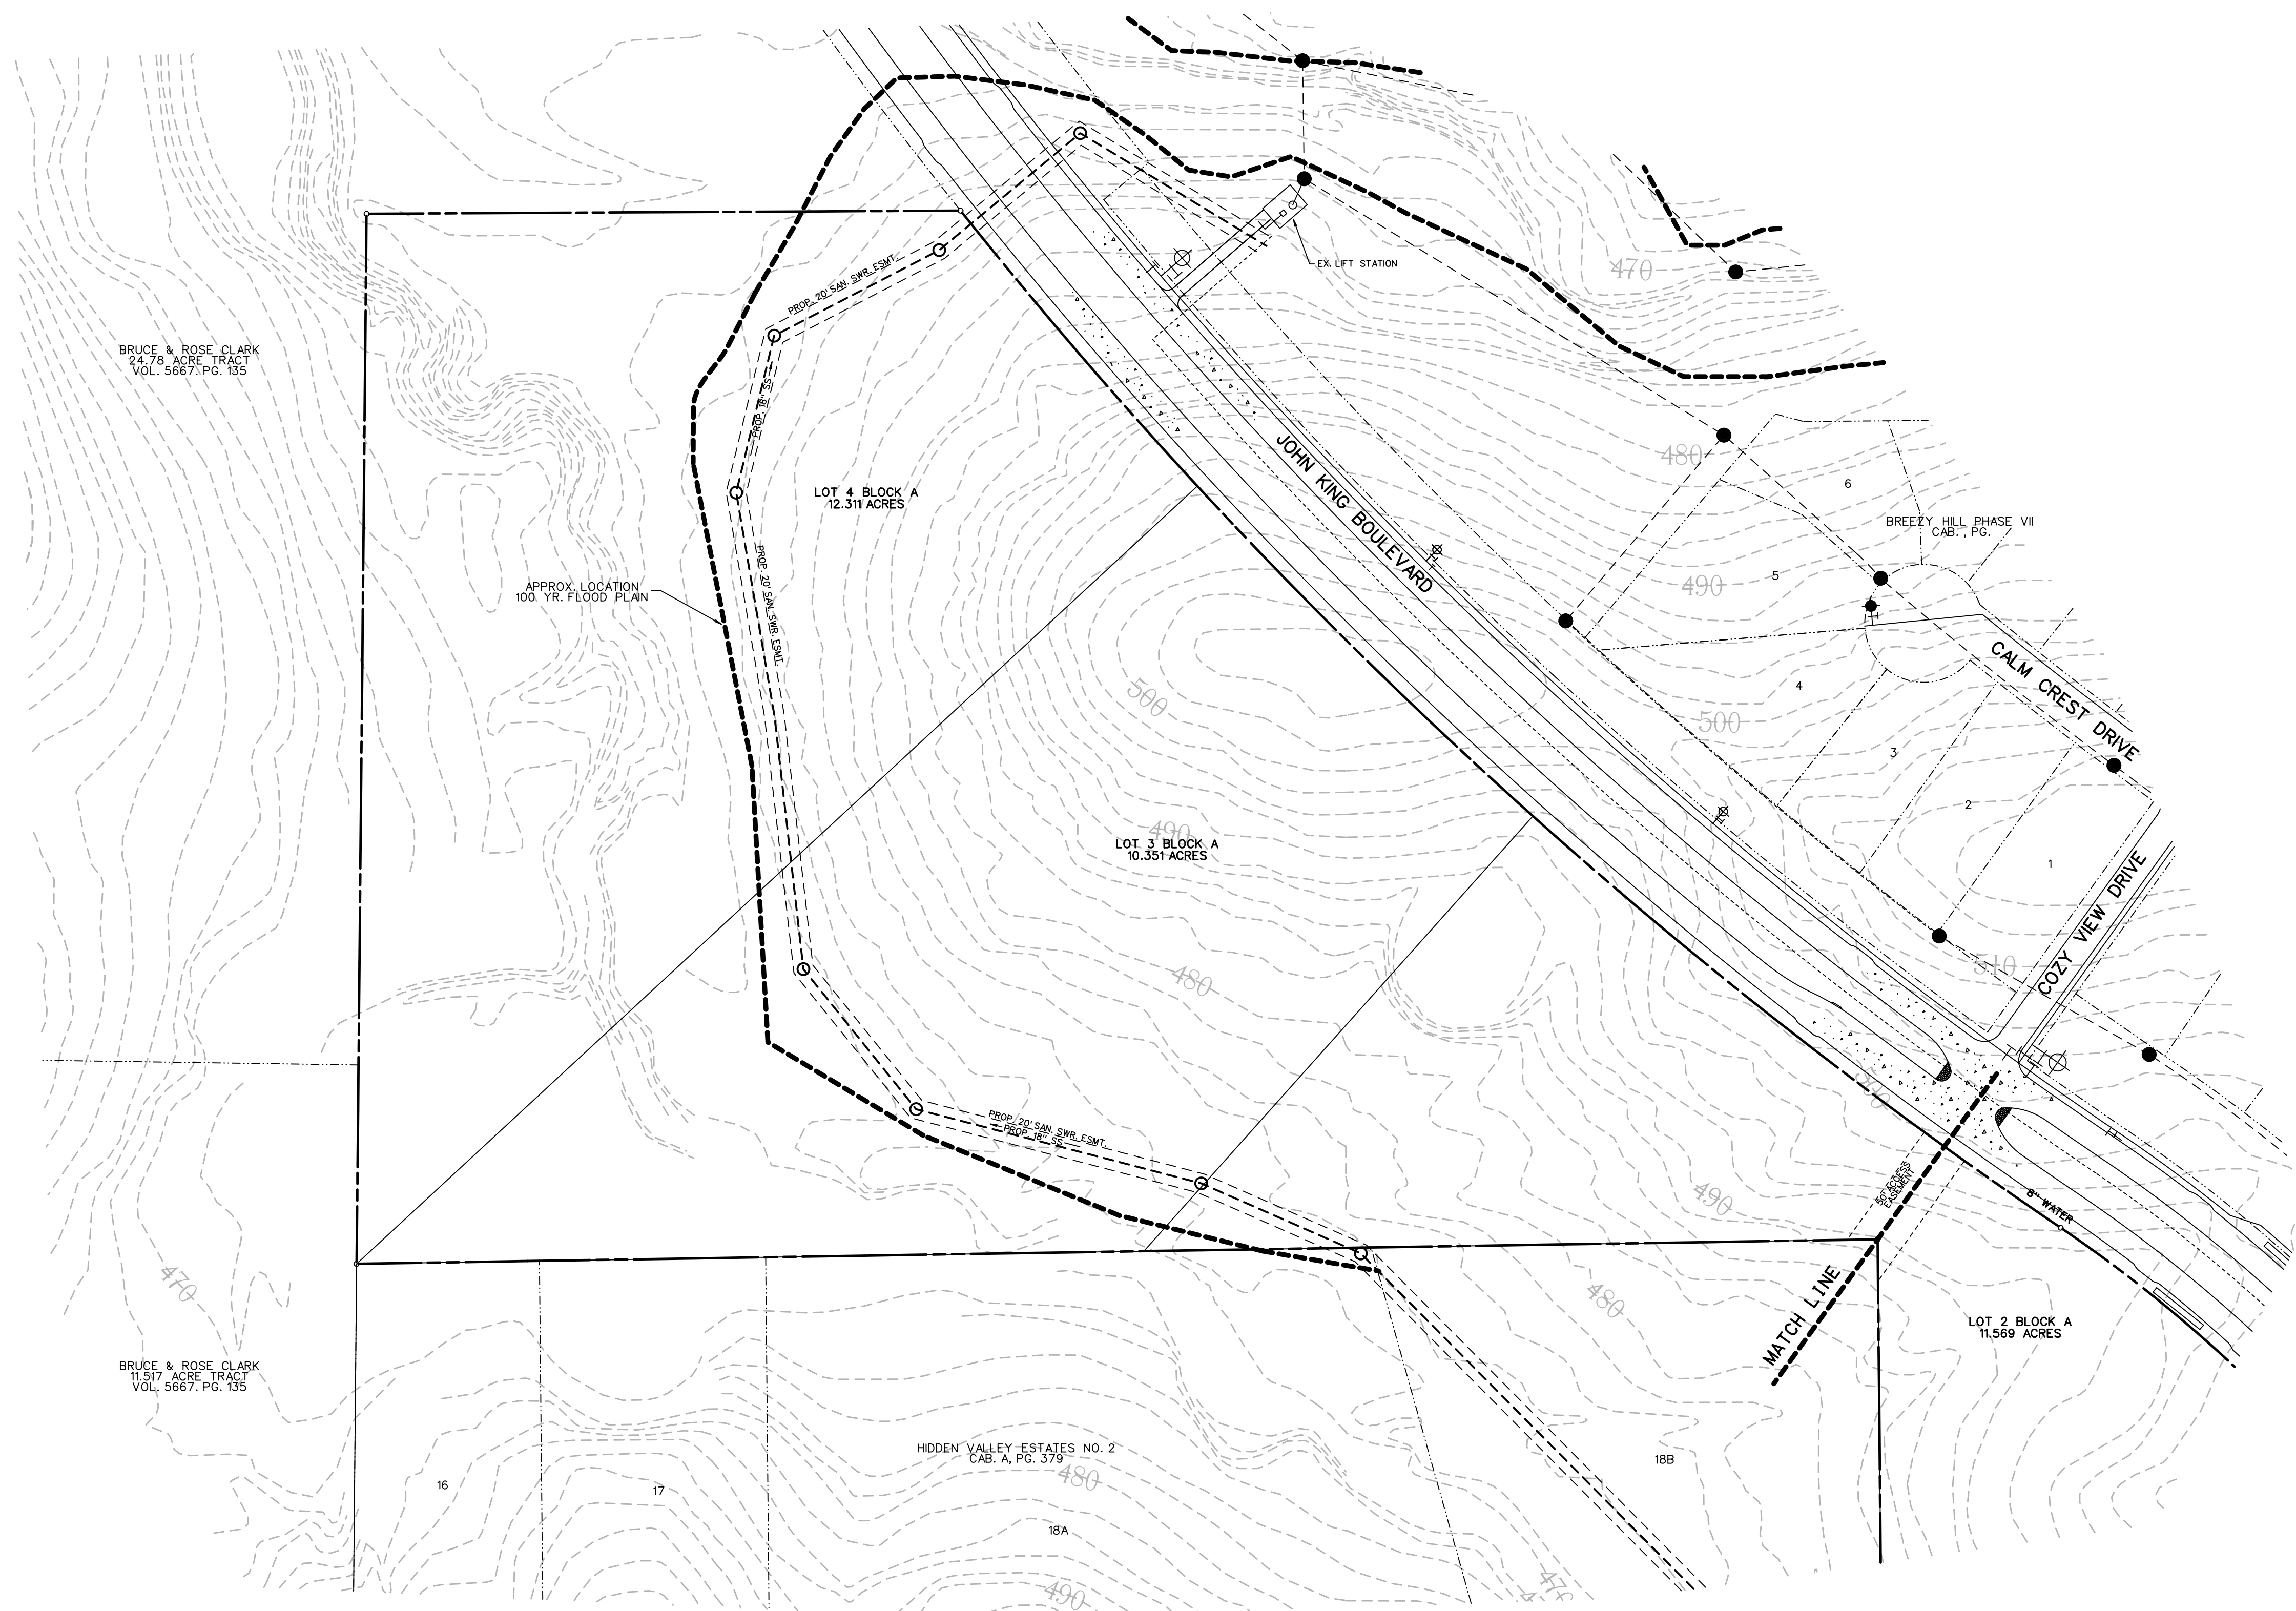 EX. LIFT STATION
470
PROP. 20' SAN. SWR. ESMT.
BRUCE & ROSE CLARK
24.78 ACRE TRACT
VOL. 5667. PG. 135
PROP. 18" SS
JOHN KING BOULEVARD
480
6
LOT 4 BLOCK A
12.311 ACRES
BREEZY HILL PHASE VII
CAB. , PG.
5
490
APPROX. LOCATION
100 YR. FLOOD PLAIN
PROP. 20' SAN. SWR. ESMT.
CALM CREST DRIVE
4
500
500
3
2
490
LOT 3 BLOCK A
10.351 ACRES
1
COZY VIEW DRIVE
480
510
500
PROP. 20' SAN. SWR. ESMT.
PROP. 18" SS
50' ACCESS
EASEMENT
490
8" WATER
470
480
MATCH LINE
LOT 2 BLOCK A
11.569 ACRES
BRUCE & ROSE CLARK
11.517 ACRE TRACT
VOL. 5667. PG. 135
HIDDEN VALLEY ESTATES NO. 2
CAB. A, PG. 379
18B
480
16
17
18A
490
470